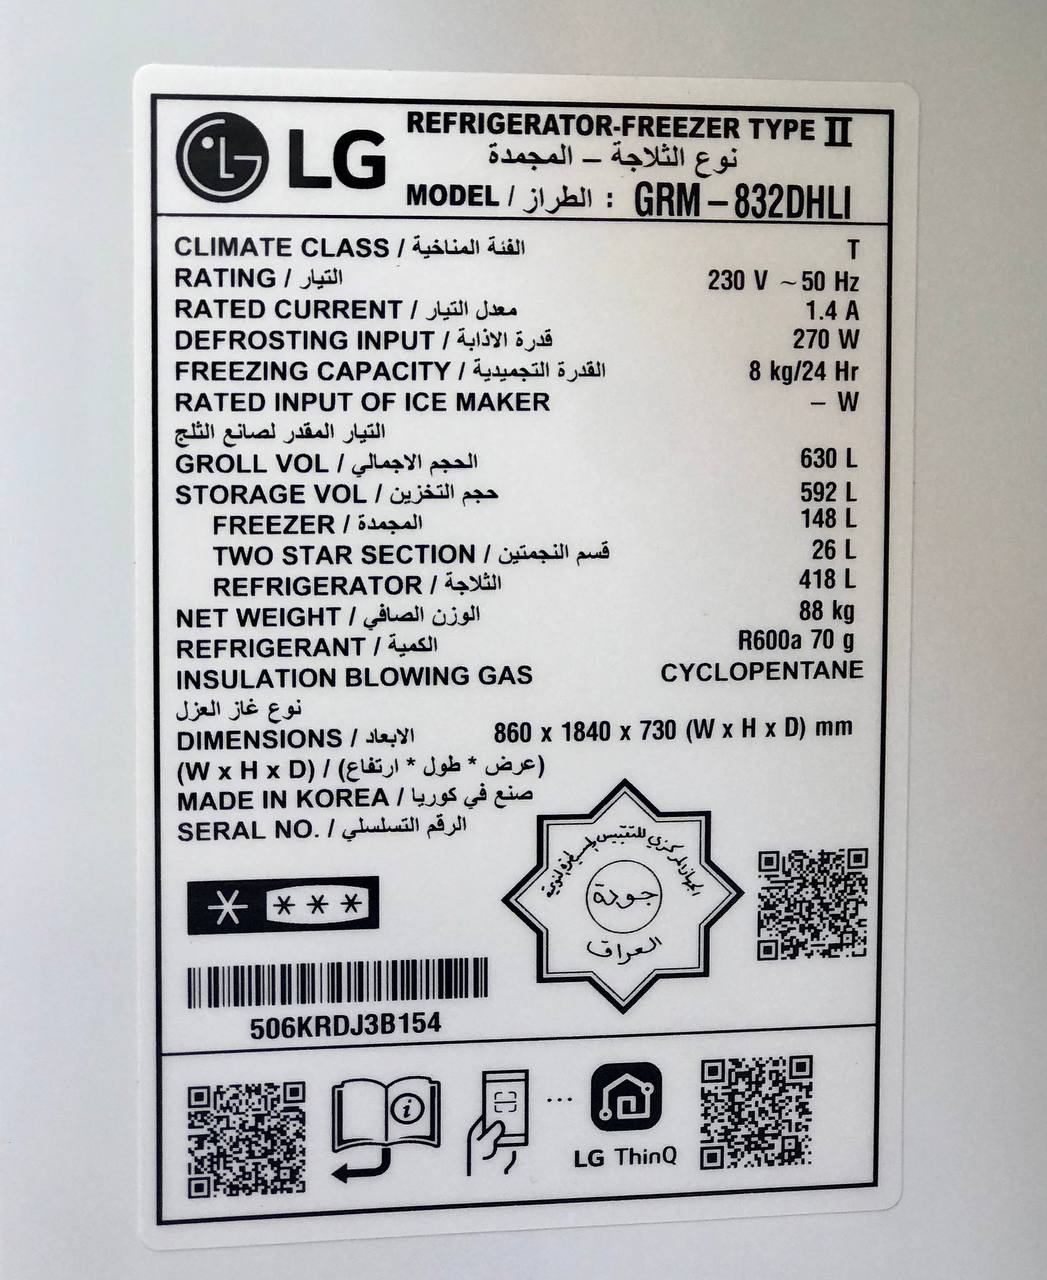 LG
REFRIGERATOR-FREEZER TYPE II
نوع الثلاجة – المجمدة
MODEL / الطراز : GRM-832DHLI
CLIMATE CLASS / الفئة المناخية T
RATING / التيار 230 V ~ 50 Hz
RATED CURRENT / معدل التيار 1.4 A
DEFROSTING INPUT / قدرة الاذابة 270 W
FREEZING CAPACITY / القدرة التجميدية 8 kg/24 Hr
RATED INPUT OF ICE MAKER – W
التيار المقدر لصانع الثلج
GROLL VOL / الحجم الاجمالي 630 L
STORAGE VOL / حجم التخزين 592 L
FREEZER / المجمدة 148 L
TWO STAR SECTION / قسم النجمتين 26 L
REFRIGERATOR / الثلاجة 418 L
NET WEIGHT / الوزن الصافي 88 kg
REFRIGERANT / الكمية R600a 70 g
INSULATION BLOWING GAS CYCLOPENTANE
نوع غاز العزل
DIMENSIONS / الابعاد 860 x 1840 x 730 (W x H x D) mm
(W x H x D) / (عرض * طول * ارتفاع)
MADE IN KOREA / صنع في كوريا
SERAL NO. / الرقم التسلسلي
الجهاز المركزي للتقييس والسيطرة النوعية
جودة
العراق
506KRDJ3B154
LG ThinQ